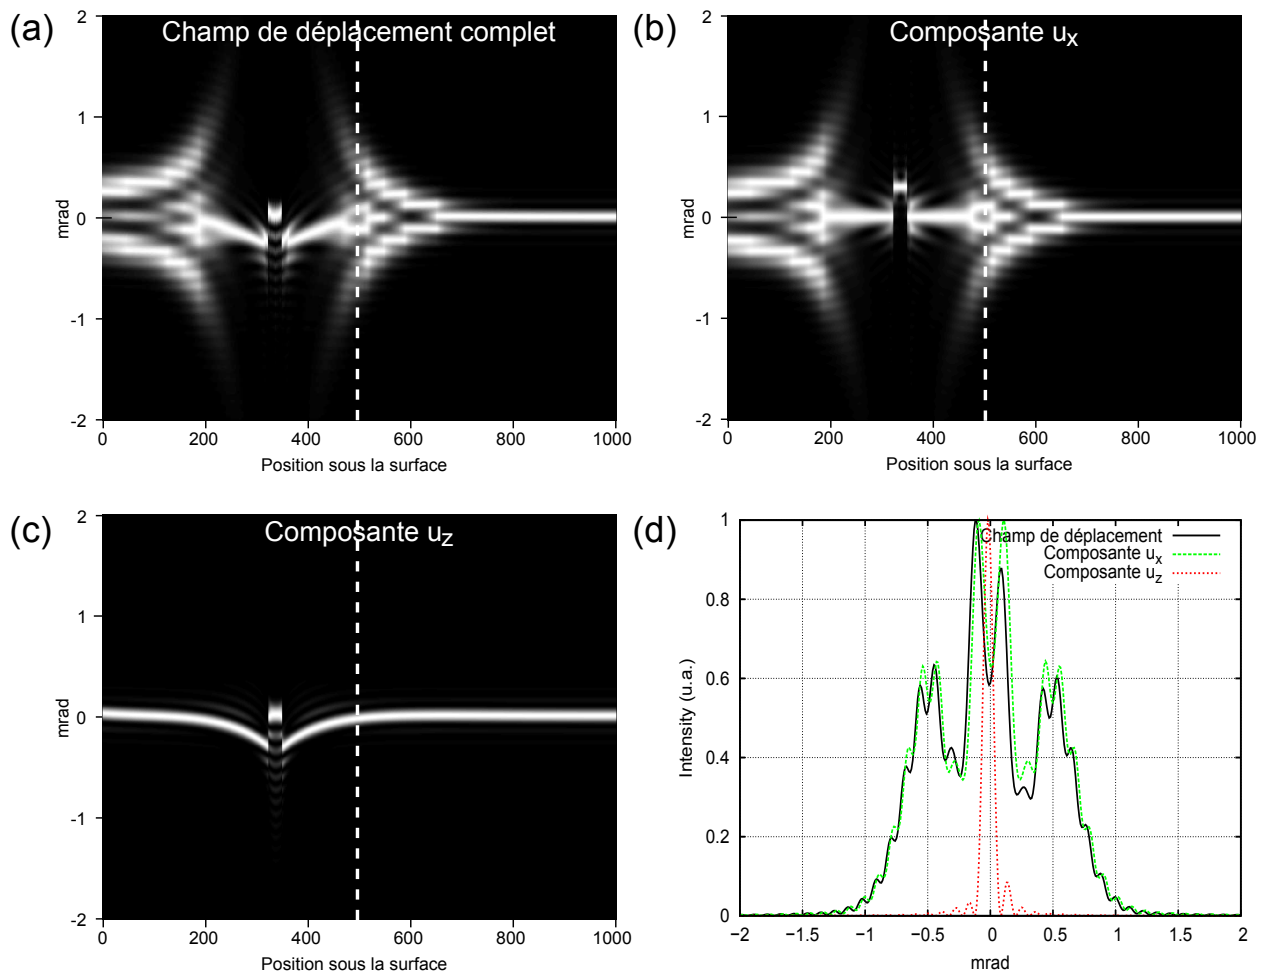 (a)
Champ de déplacement complet
2
1
0
-1
-2
mrad
0 200 400 600 800 1000
Position sous la surface
(b)
Composante ux
2
1
0
-1
-2
mrad
0 200 400 600 800 1000
Position sous la surface
(c)
Composante uz
2
1
0
-1
-2
mrad
0 200 400 600 800 1000
Position sous la surface
(d)
Champ de déplacement
Composante ux
Composante uz
1
0.8
0.6
0.4
0.2
0
Intensity (u.a.)
−2 −1.5 −1 −0.5 0 0.5 1 1.5 2
mrad